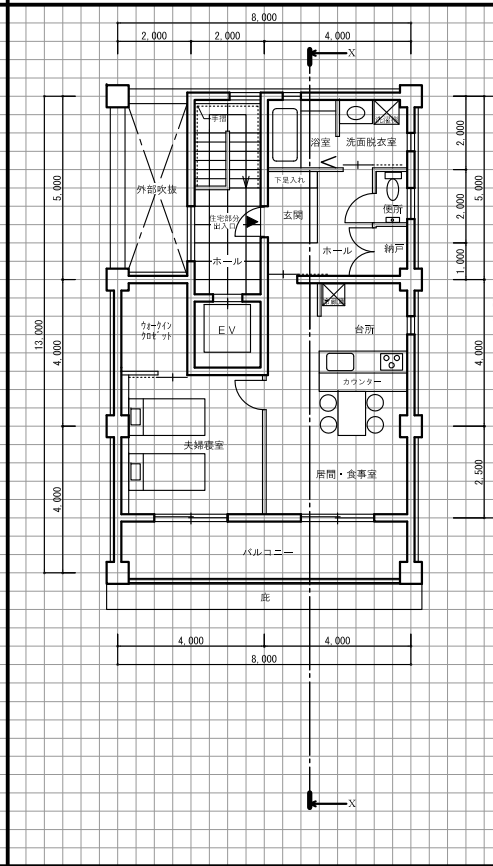 8,000
2,000
2,000
4,000
X
手摺
浴室
洗面脱衣室
2,000
5,000
5,000
外部吹抜
下足入れ
住宅部分
出入口
玄関
便所
2,000
ホール
ホール
納戸
1,000
13,000
ウォークイン
クロゼット
EV
台所
4,000
4,000
カウンター
夫婦寝室
居間・食事室
2,500
4,000
バルコニー
庇
4,000
4,000
8,000
X